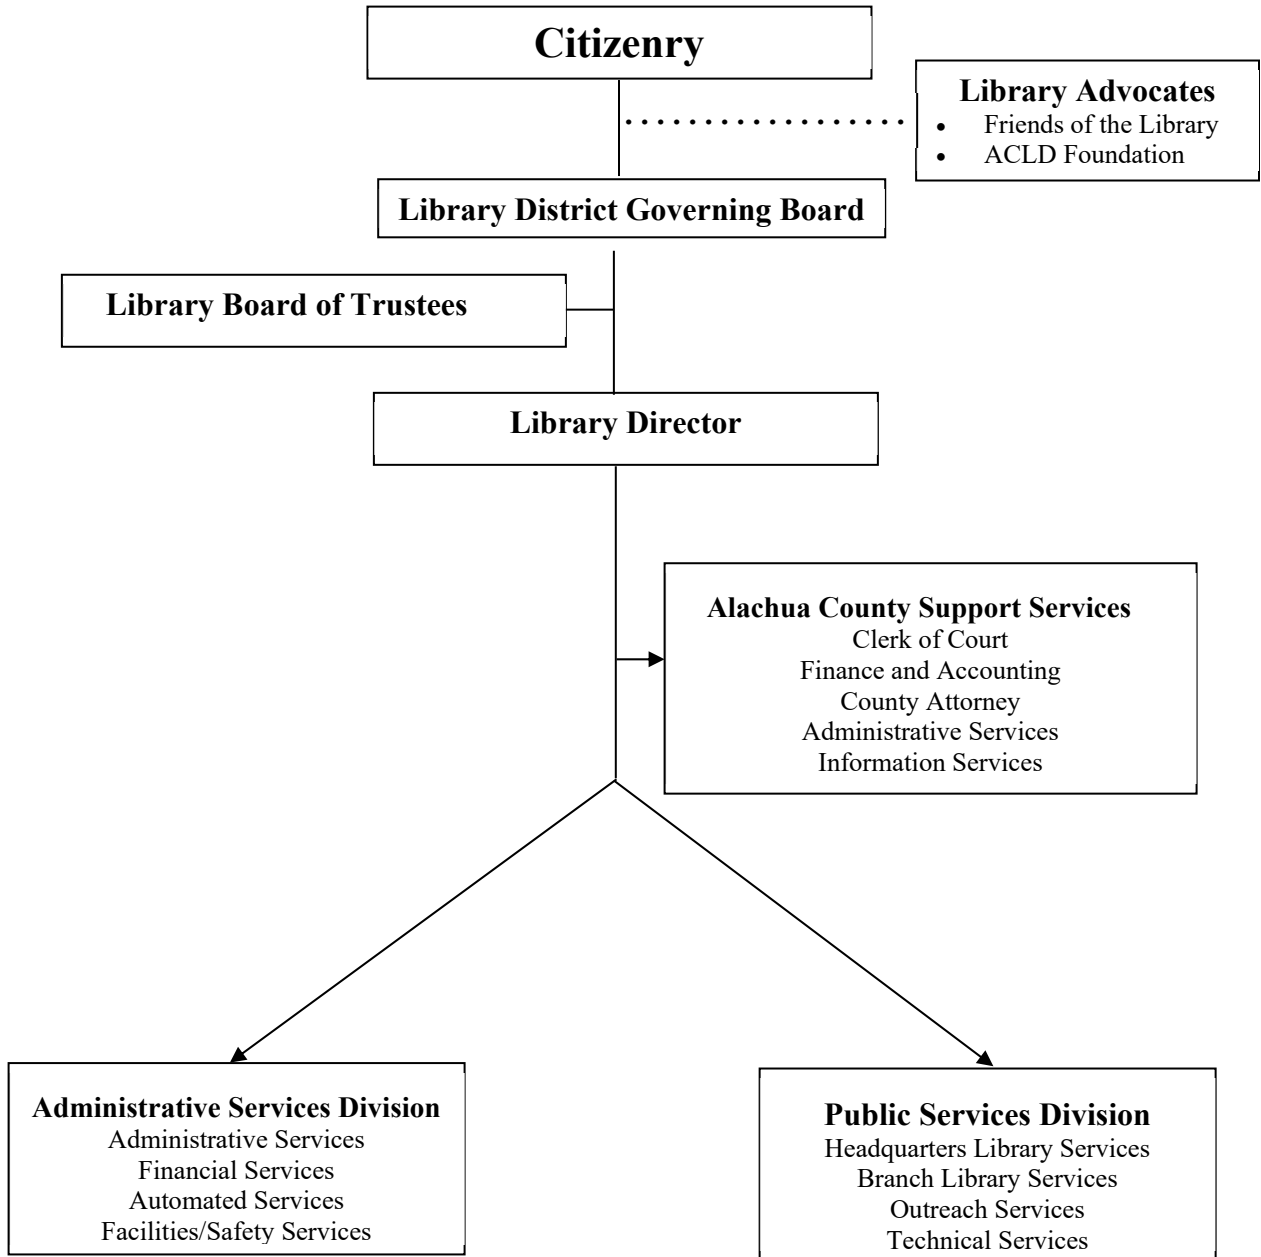 Citizenry
Library Advocates
• Friends of the Library
• ACLD Foundation
Library District Governing Board
Library Board of Trustees
Library Director
Alachua County Support Services
Clerk of Court
Finance and Accounting
County Attorney
Administrative Services
Information Services
Administrative Services Division
Administrative Services
Financial Services
Automated Services
Facilities/Safety Services
Public Services Division
Headquarters Library Services
Branch Library Services
Outreach Services
Technical Services